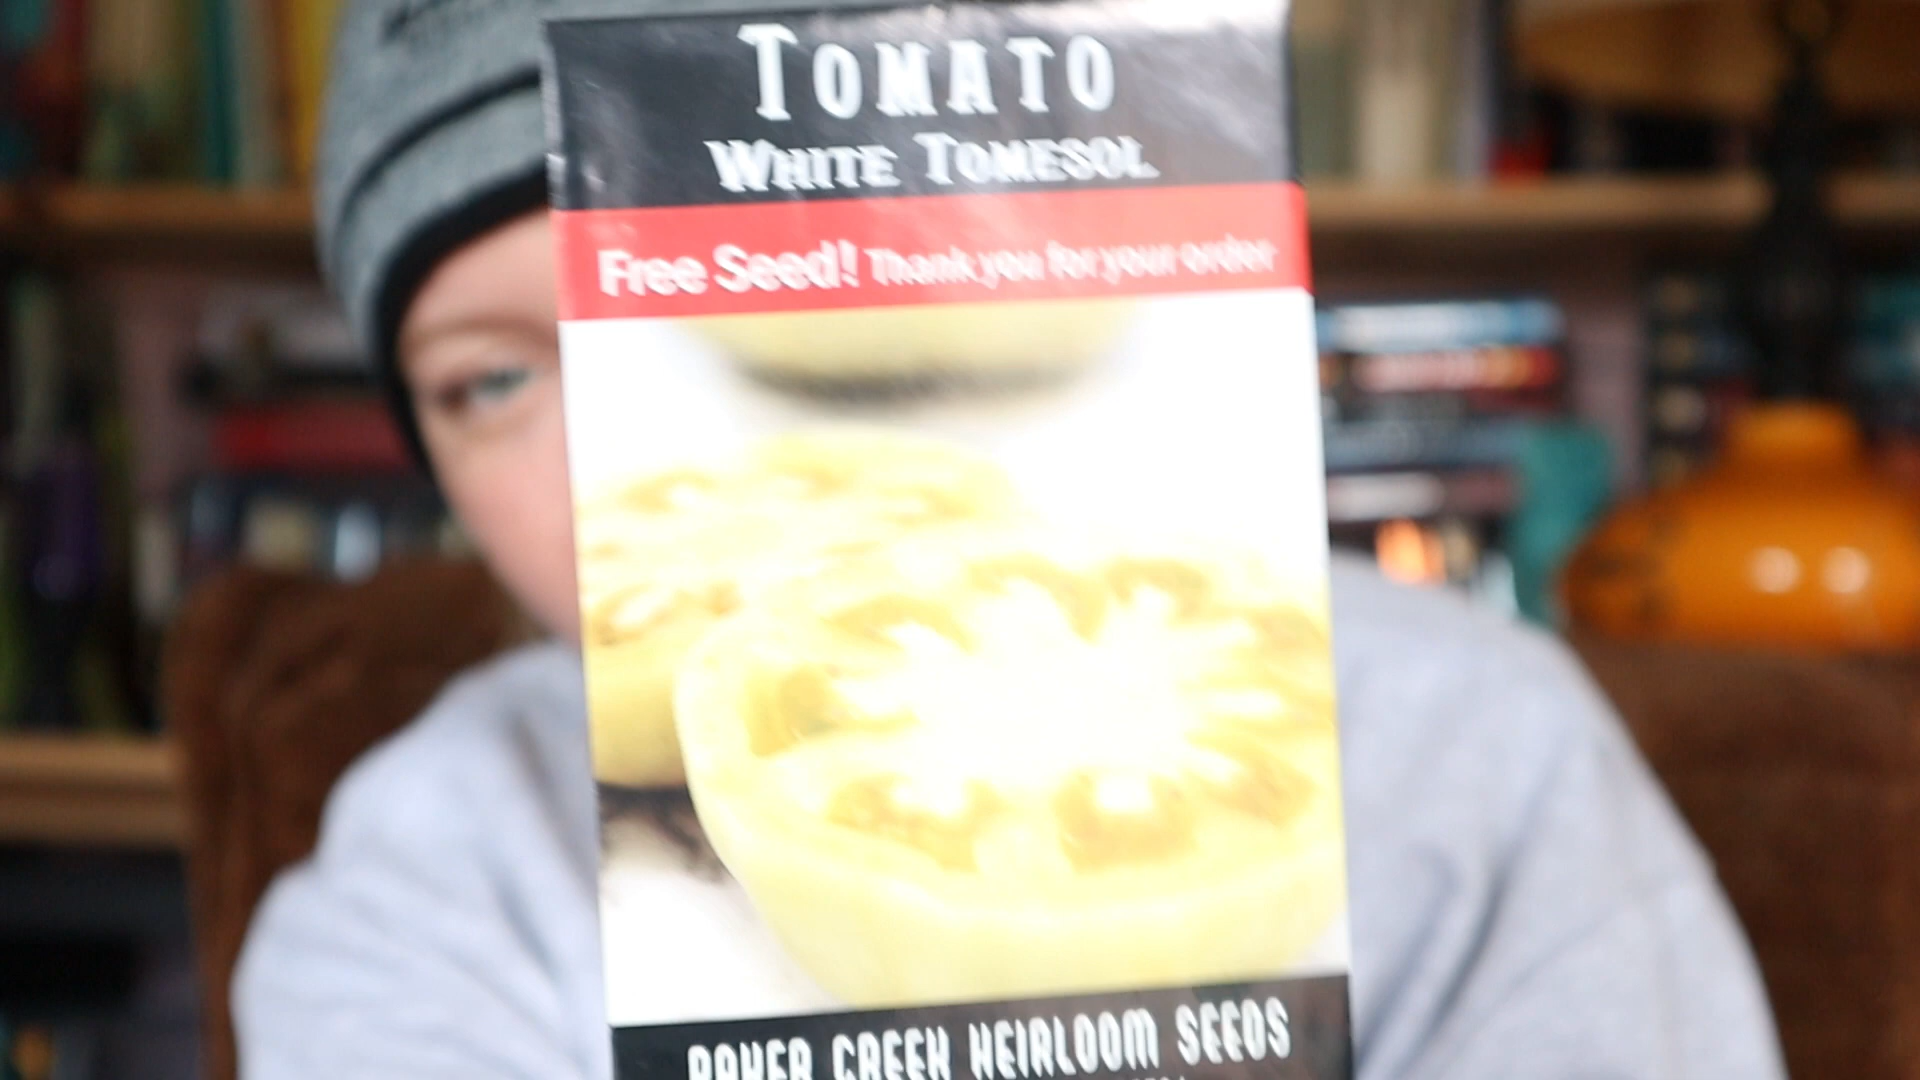 TOMATO
WHITE TOMESOL
Free Seed! Thank you for your order
BAKER CREEK HEIRLOOM SEEDS